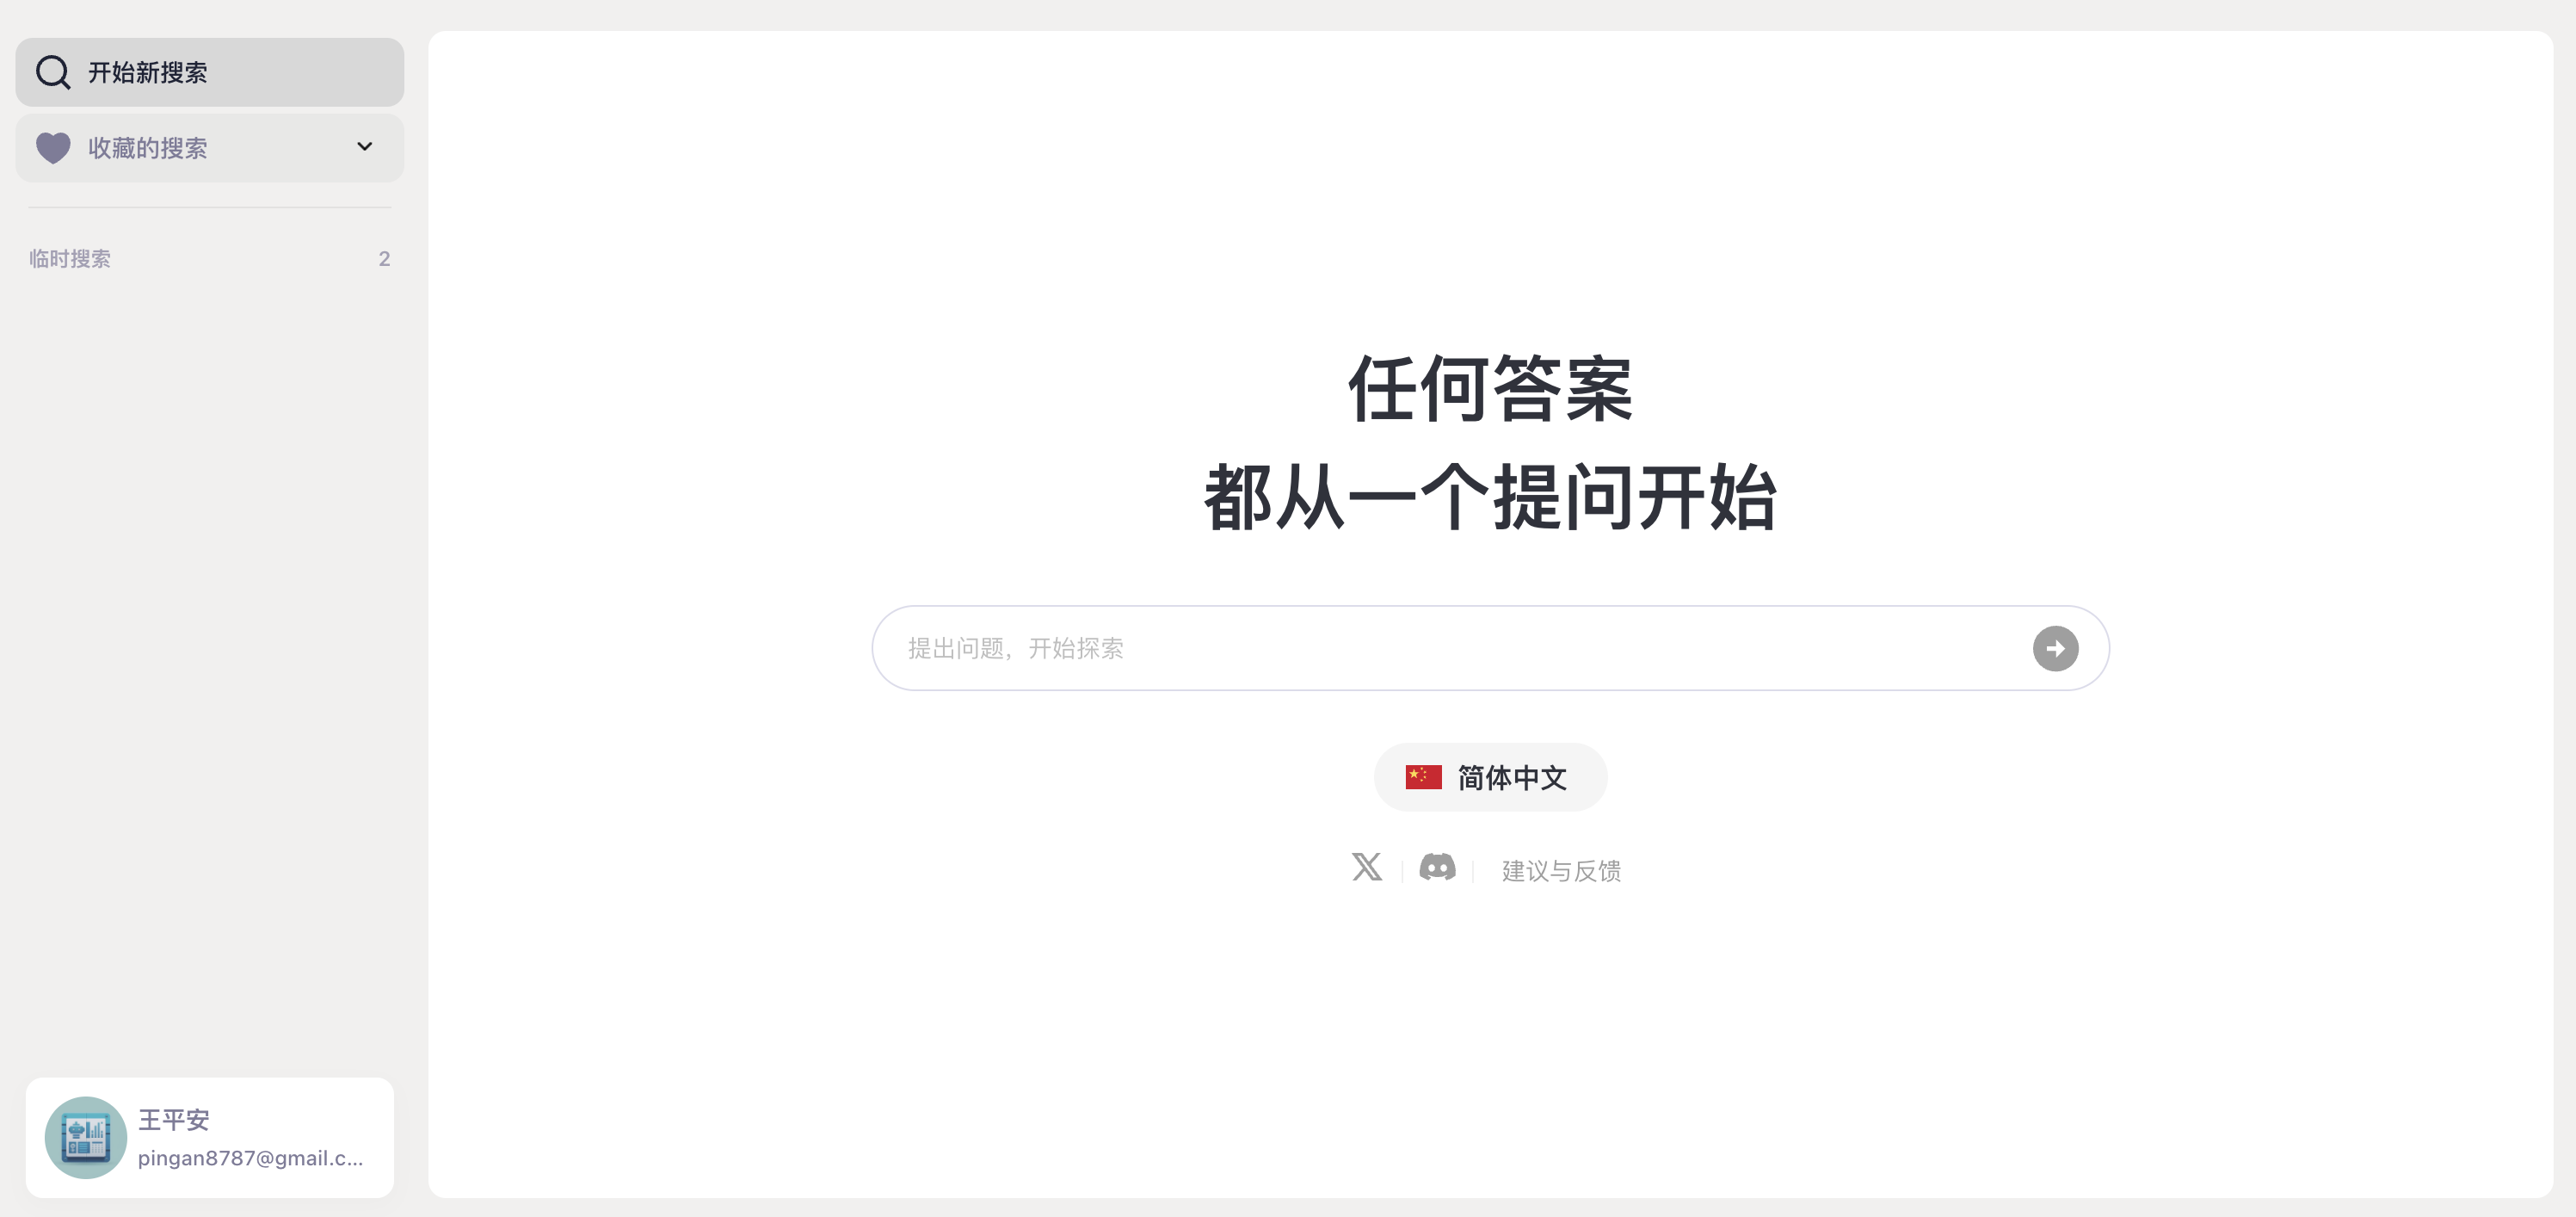 开始新搜索
收藏的搜索
临时搜索 2
任何答案
都从一个提问开始
提出问题，开始探索
简体中文
建议与反馈
王平安
pingan8787@gmail.c...